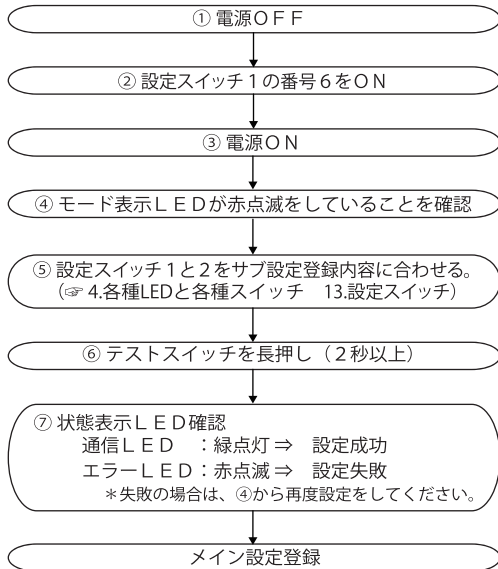 ① 電源ＯＦＦ
② 設定スイッチ１の番号６をＯＮ
③ 電源ＯＮ
④ モード表示ＬＥＤが赤点滅をしていることを確認
⑤ 設定スイッチ１と２をサブ設定登録内容に合わせる。
（☞ 4.各種LEDと各種スイッチ　13.設定スイッチ）
⑥ テストスイッチを長押し（２秒以上）
⑦ 状態表示ＬＥＤ確認
通信ＬＥＤ　：緑点灯⇒　設定成功
エラーＬＥＤ：赤点滅⇒　設定失敗
＊失敗の場合は、④から再度設定をしてください。
メイン設定登録